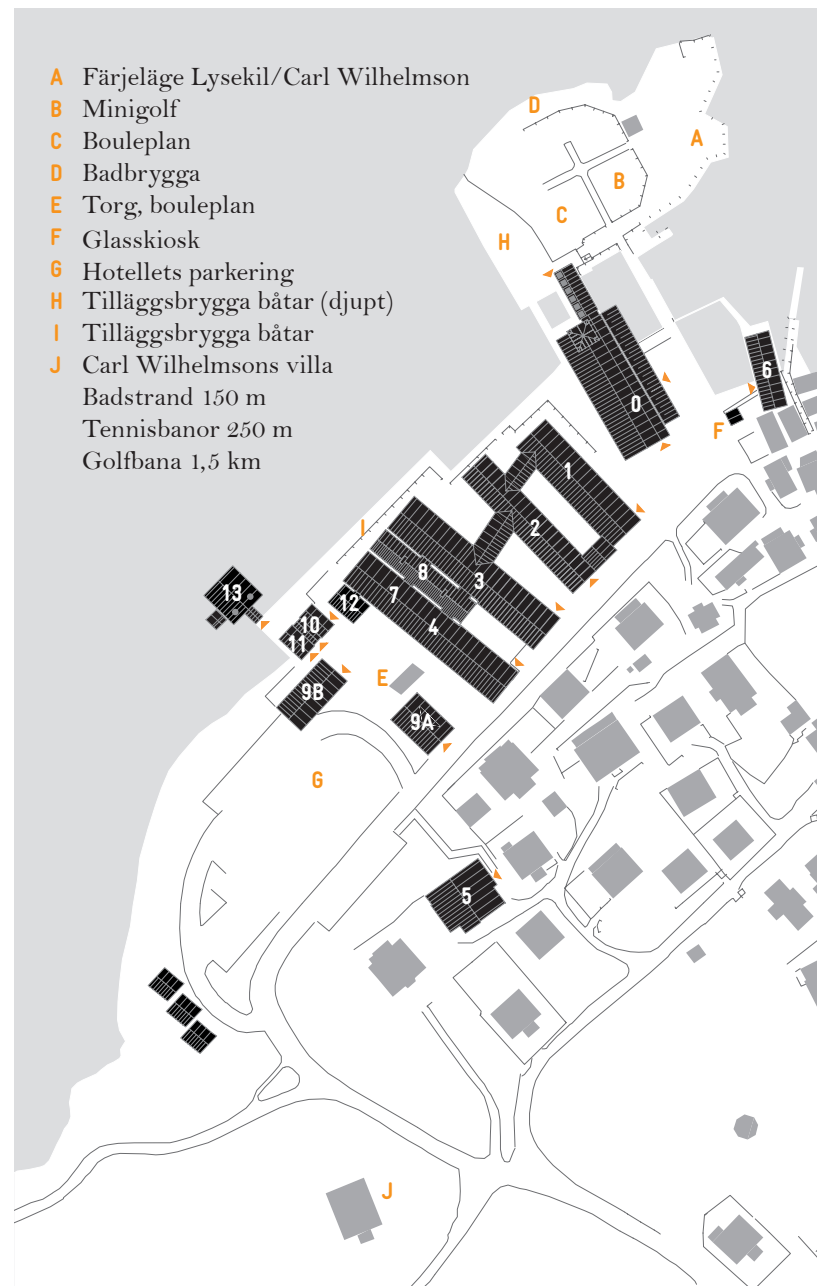 A Färjeläge Lysekil/Carl Wilhelmson
B Minigolf
C Bouleplan
D Badbrygga
E Torg, bouleplan
F Glasskiosk
G Hotellets parkering
H Tilläggsbrygga båtar (djupt)
I Tilläggsbrygga båtar
J Carl Wilhelmsons villa
Badstrand 150 m
Tennisbanor 250 m
Golfbana 1,5 km
D
A
B
C
H
6
0
F
1
2
I
3
8
7
4
13
12
10
11
E
9B
9A
G
5
J